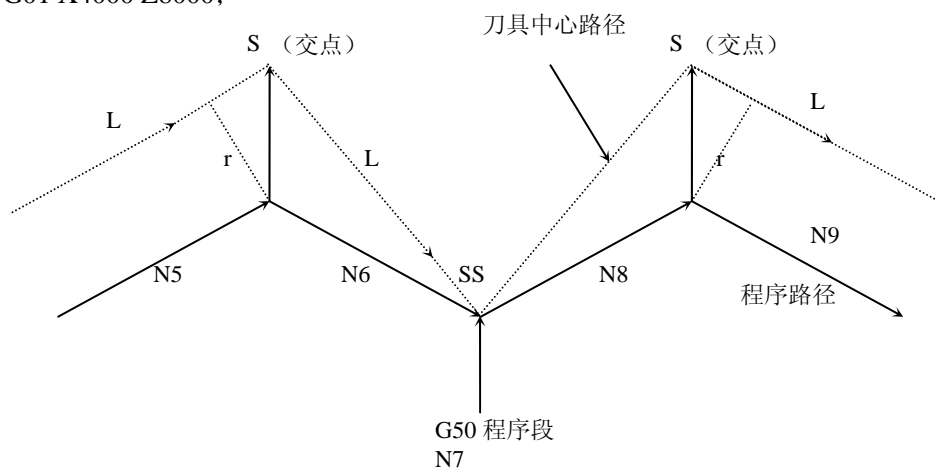 G01 X4000 Z8000;
刀具中心路径
S （交点）
S （交点）
L
L
r
L
r
N5
N6
SS
N8
N9
程序路径
G50 程序段
N7